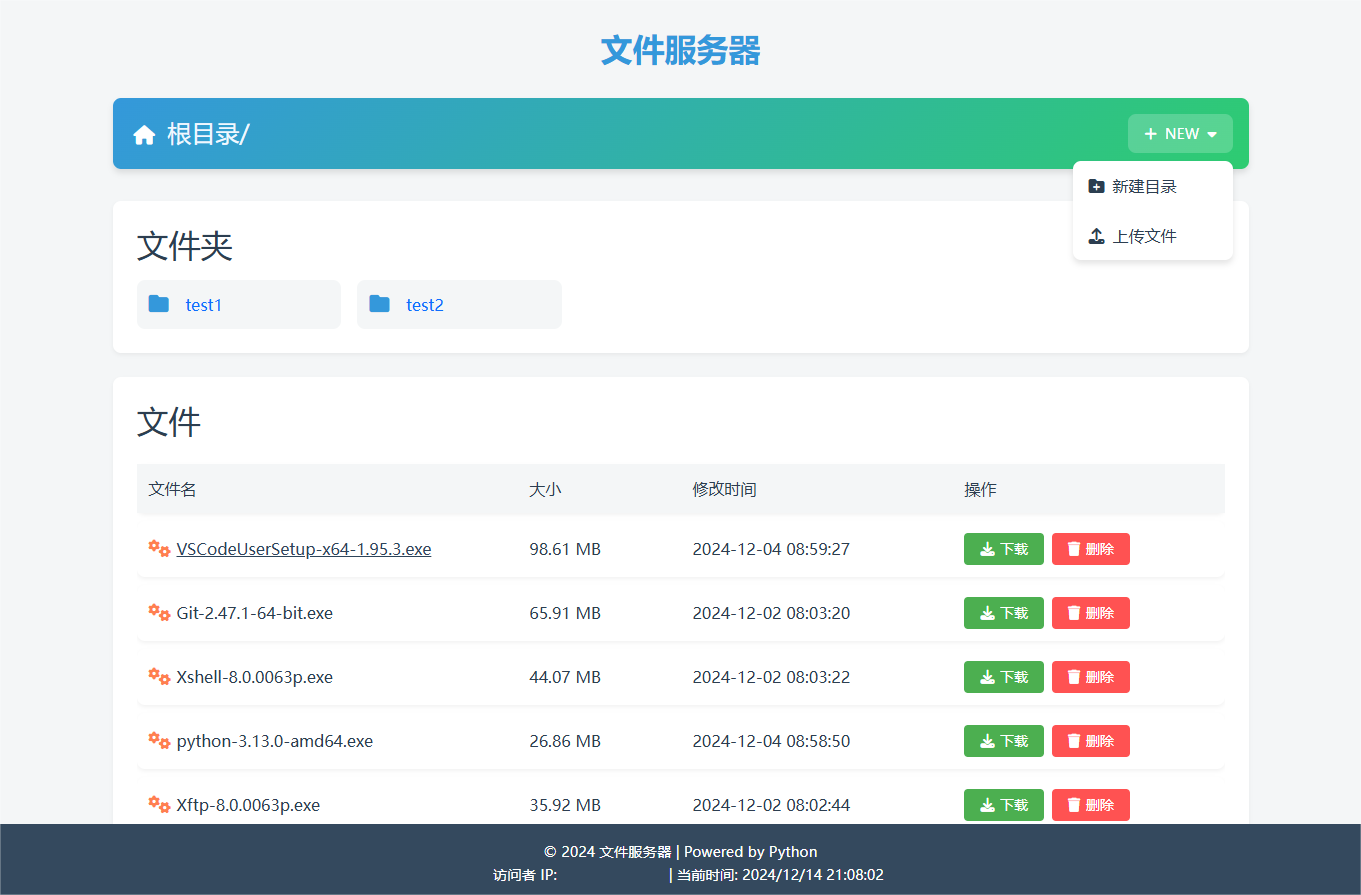 文件服务器
根目录/
NEW
新建目录
上传文件
文件夹
test1 test2
文件
文件名 大小 修改时间 操作
VSCodeUserSetup-x64-1.95.3.exe 98.61 MB 2024-12-04 08:59:27 下载 删除
Git-2.47.1-64-bit.exe 65.91 MB 2024-12-02 08:03:20 下载 删除
Xshell-8.0.0063p.exe 44.07 MB 2024-12-02 08:03:22 下载 删除
python-3.13.0-amd64.exe 26.86 MB 2024-12-04 08:58:50 下载 删除
Xftp-8.0.0063p.exe 35.92 MB 2024-12-02 08:02:44 下载 删除
© 2024 文件服务器 | Powered by Python
访问者 IP: | 当前时间: 2024/12/14 21:08:02